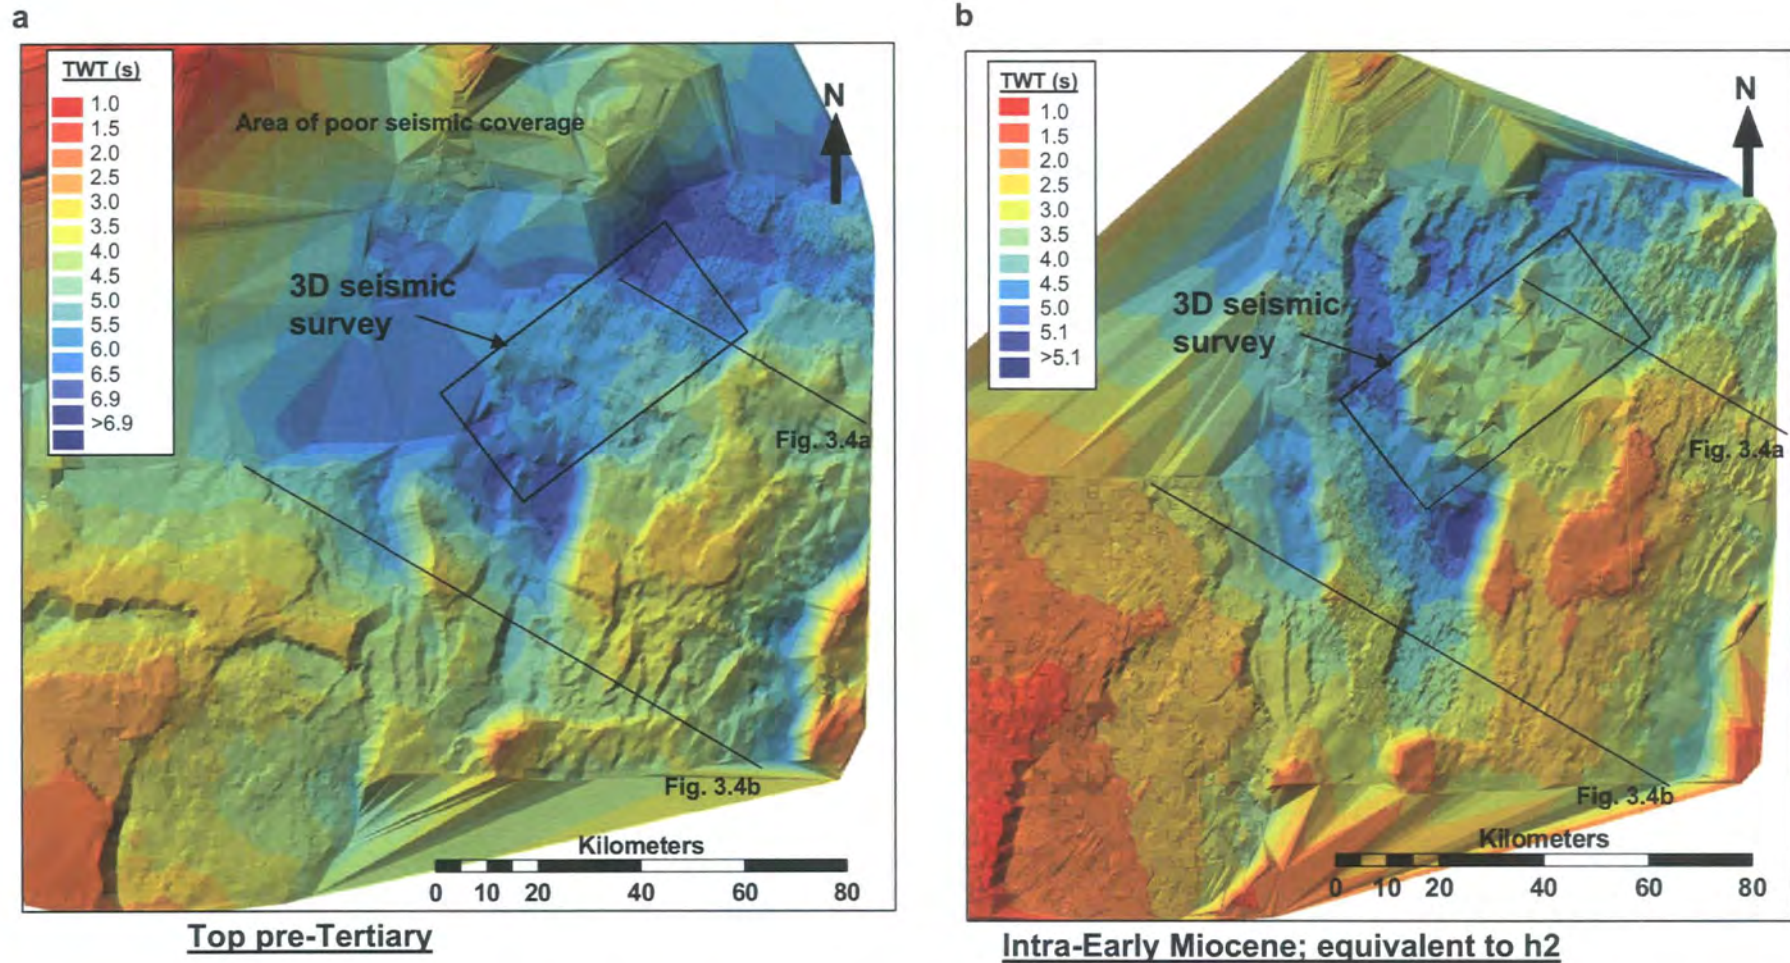 a
TWT (s)
1.0
1.5
2.0
2.5
3.0
3.5
4.0
4.5
5.0
5.5
6.0
6.5
6.9
>6.9
Area of poor seismic coverage
N
3D seismic
survey
Fig. 3.4a
Fig. 3.4b
Kilometers
0 10 20 40 60 80
Top pre-Tertiary
b
TWT (s)
1.0
1.5
2.0
2.5
3.0
3.5
4.0
4.5
5.0
5.1
>5.1
N
3D seismic
survey
Fig. 3.4a
Fig. 3.4b
Kilometers
0 10 20 40 60 80
Intra-Early Miocene; equivalent to h2